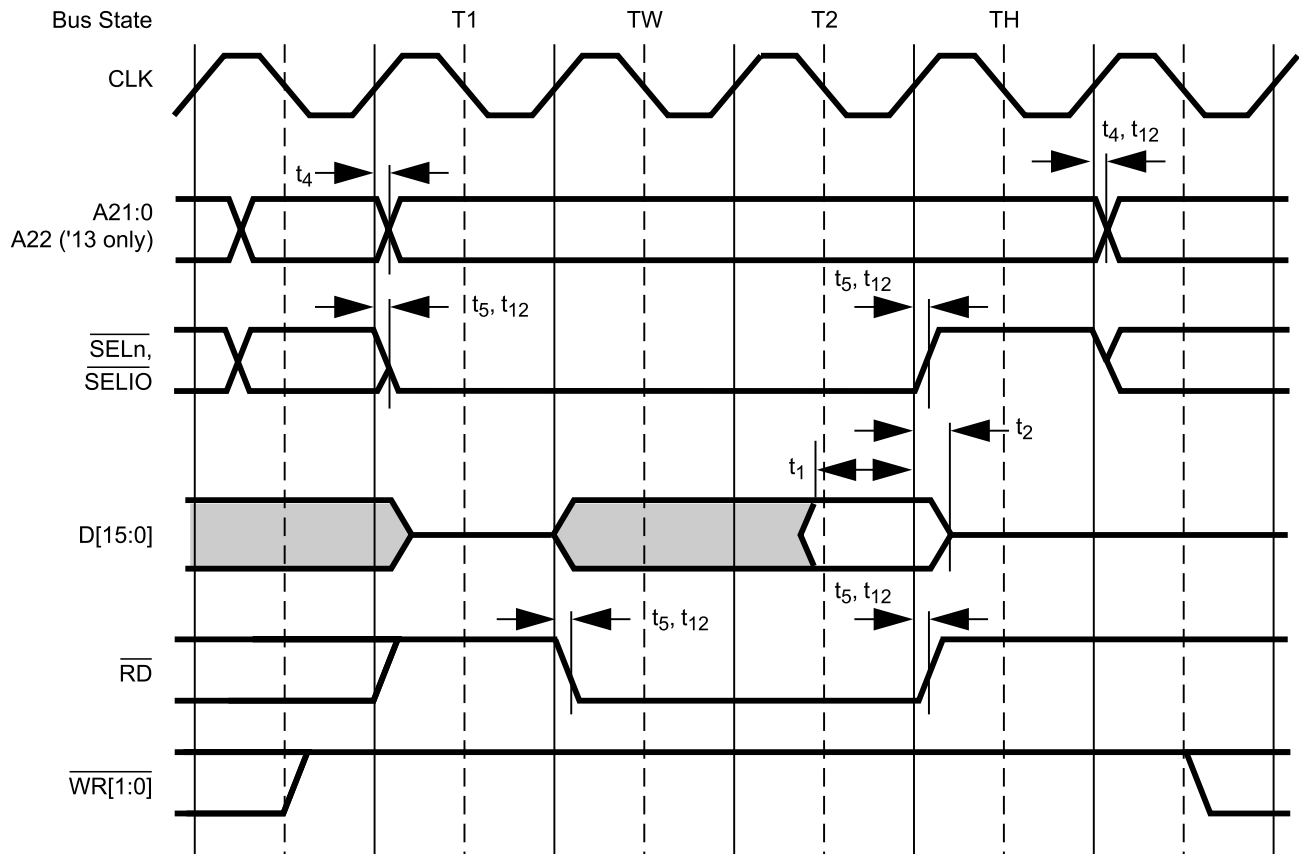 Bus State T1 TW T2 TH
CLK
t4, t12
t4
A21:0
A22 ('13 only)
t5, t12
t5, t12
SELn,
SELIO
t2
t1
D[15:0]
t5, t12
t5, t12
RD
WR[1:0]